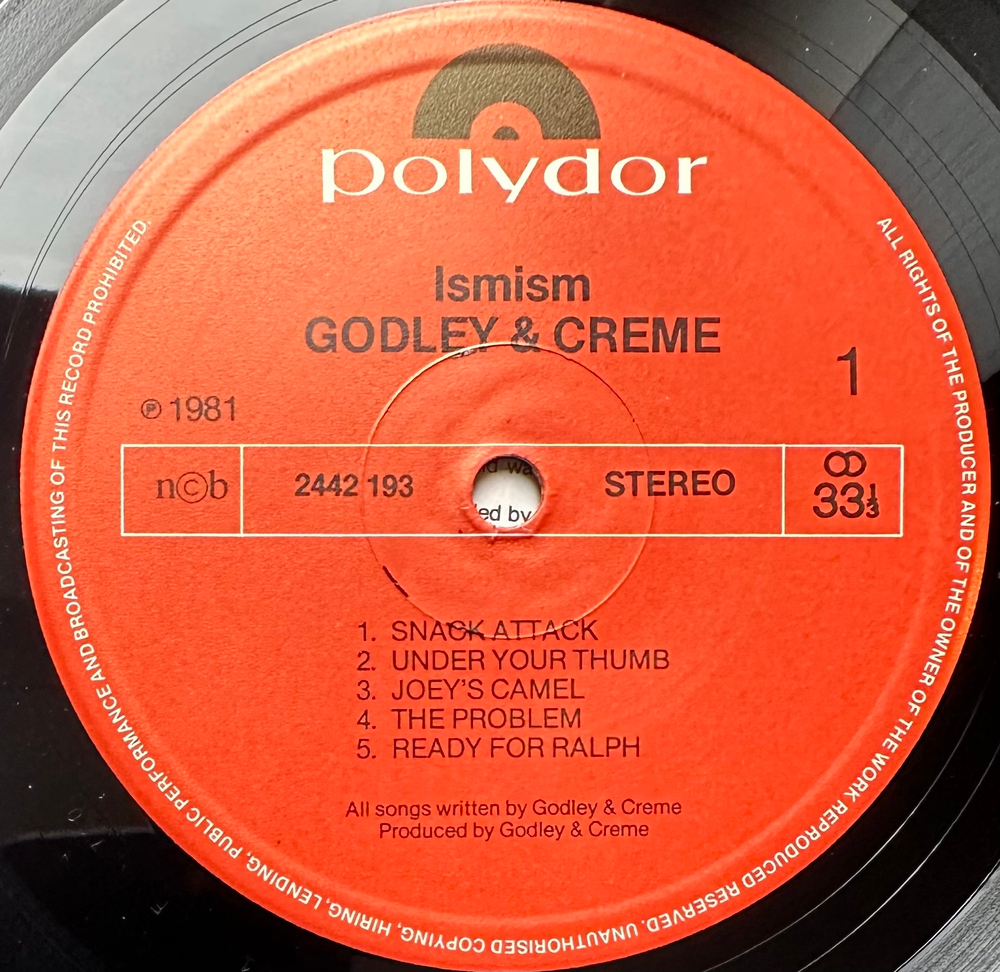 polydor
Ismism
GODLEY & CREME
1
℗ 1981
n©b
2442 193
STEREO
33⅓
ed by
1. SNACK ATTACK
2. UNDER YOUR THUMB
3. JOEY'S CAMEL
4. THE PROBLEM
5. READY FOR RALPH
All songs written by Godley & Creme
Produced by Godley & Creme
ALL RIGHTS OF THE PRODUCER AND OF THE OWNER OF THE WORK REPRODUCED RESERVED. UNAUTHORISED COPYING, HIRING, LENDING, PUBLIC PERFORMANCE AND BROADCASTING OF THIS RECORD PROHIBITED.